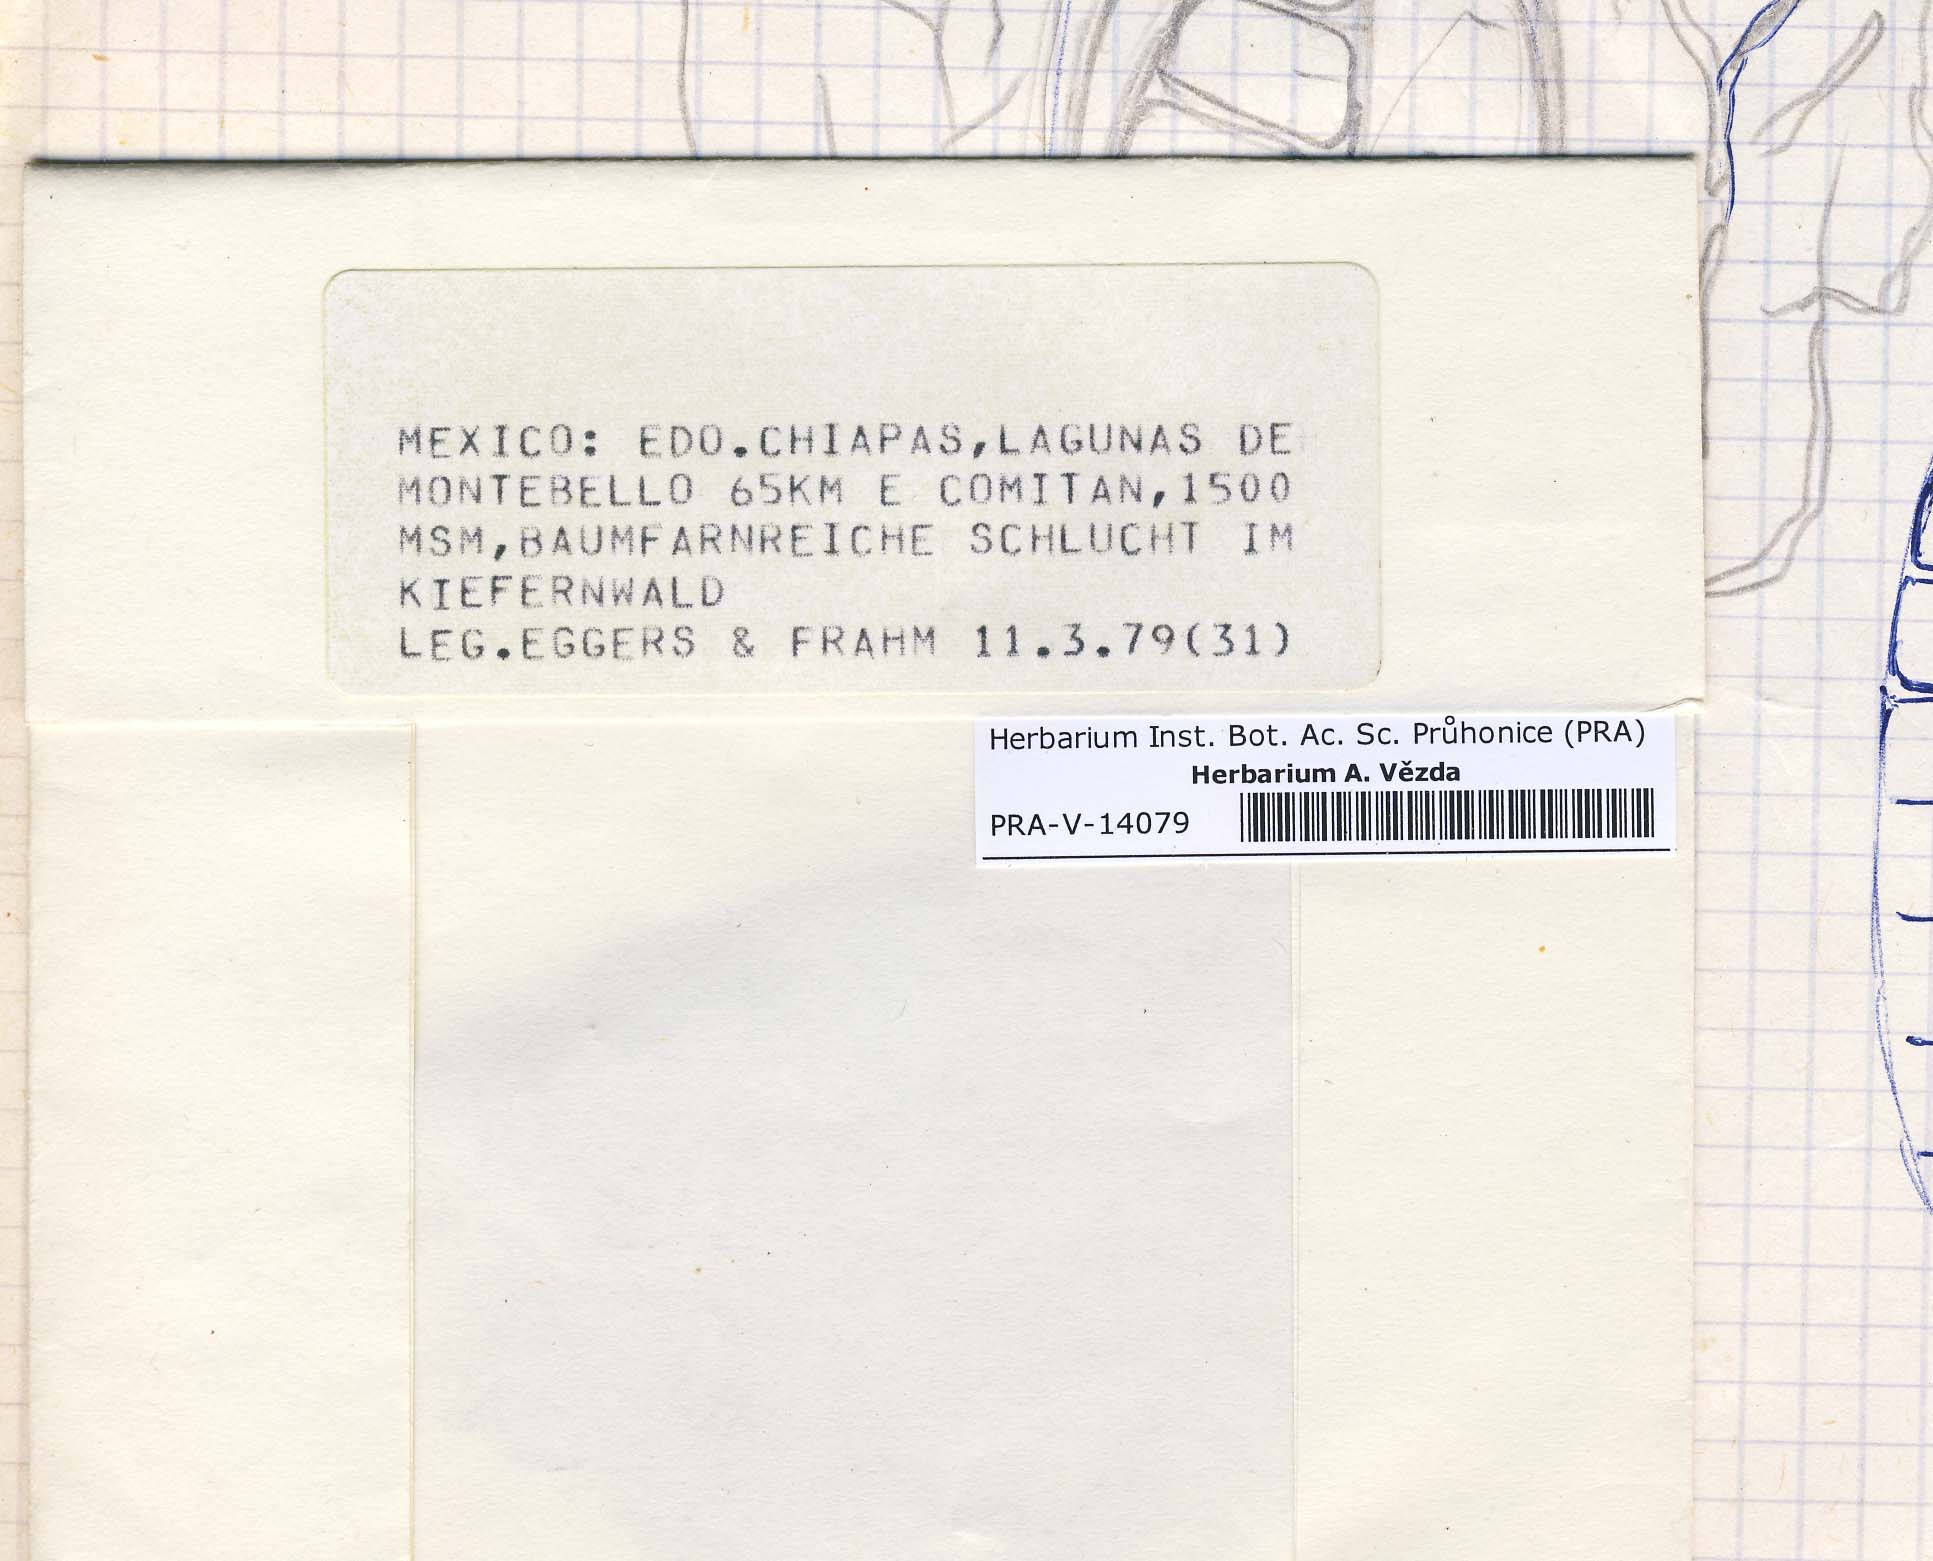 MEXICO: EDO.CHIAPAS,LAGUNAS DE
MONTEBELLO 65KM E COMITAN,1500
MSM,BAUMFARNREICHE SCHLUCHT IM
KIEFERNWALD
LEG.EGGERS & FRAHM 11.3.79(31)
Herbarium Inst. Bot. Ac. Sc. Průhonice (PRA)
Herbarium A. Vězda
PRA-V-14079